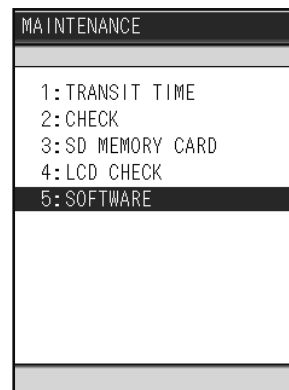 MAINTENANCE
1:TRANSIT TIME
2:CHECK
3:SD MEMORY CARD
4:LCD CHECK
5:SOFTWARE